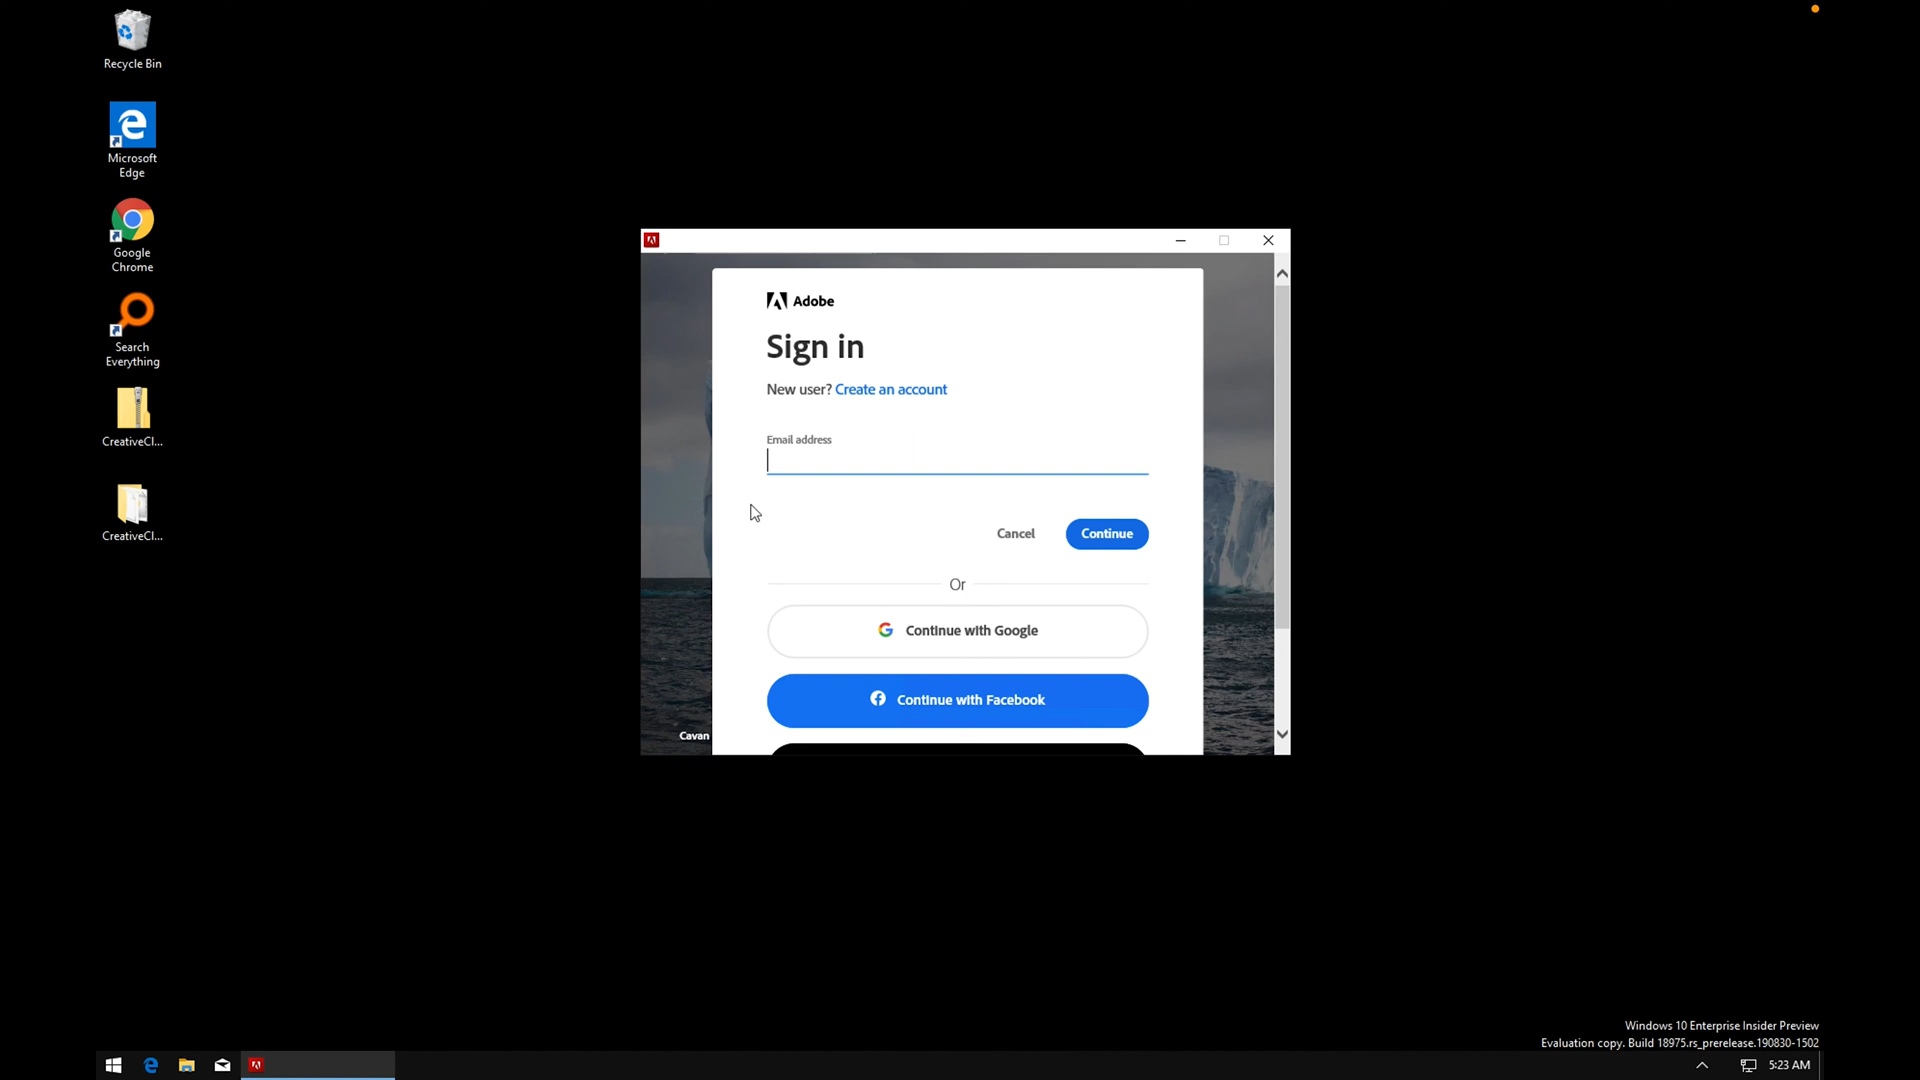 Recycle Bin
Microsoft
Edge
Google
Chrome
Search
Everything
CreativeCl...
CreativeCl...
Adobe
Sign in
New user? Create an account
Email address
Cancel
Continue
Or
Continue with Google
Continue with Facebook
Cavan
Windows 10 Enterprise Insider Preview
Evaluation copy. Build 18975.rs_prerelease.190830-1502
5:23 AM